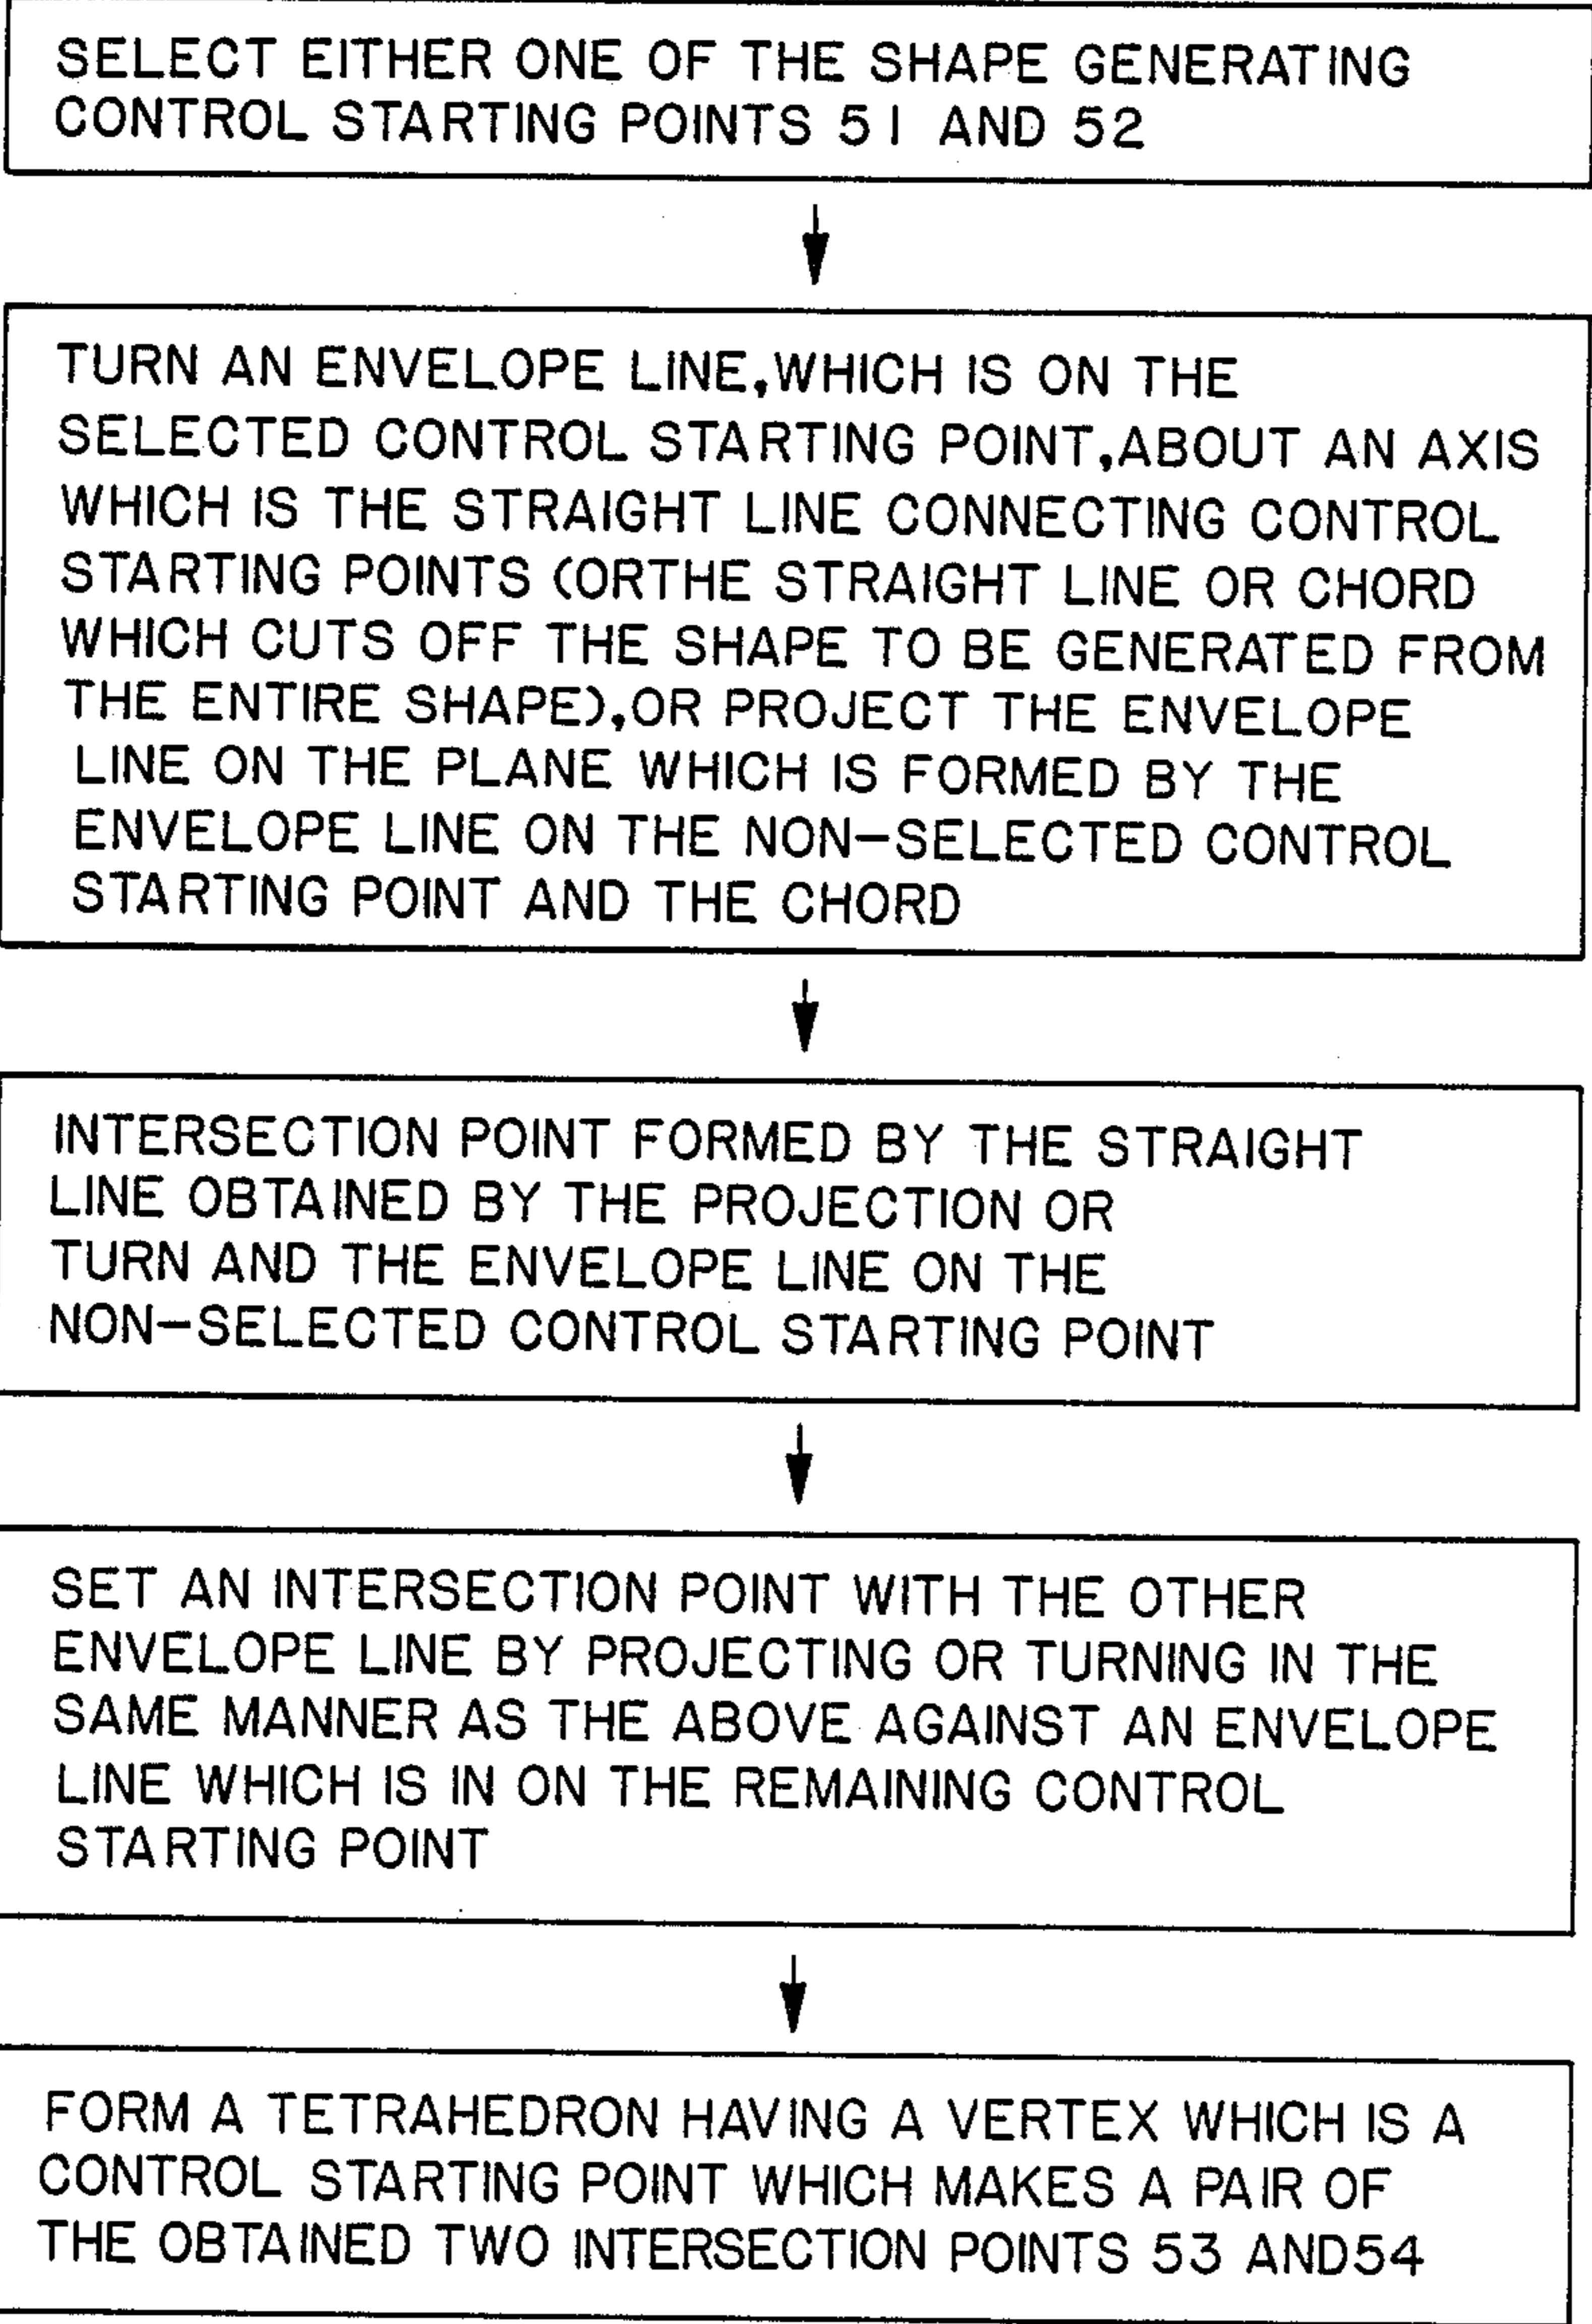 SELECT EITHER ONE OF THE SHAPE GENERATING
CONTROL STARTING POINTS 51 AND 52
TURN AN ENVELOPE LINE,WHICH IS ON THE
SELECTED CONTROL STARTING POINT,ABOUT AN AXIS
WHICH IS THE STRAIGHT LINE CONNECTING CONTROL
STARTING POINTS (ORTHE STRAIGHT LINE OR CHORD
WHICH CUTS OFF THE SHAPE TO BE GENERATED FROM
THE ENTIRE SHAPE),OR PROJECT THE ENVELOPE
LINE ON THE PLANE WHICH IS FORMED BY THE
ENVELOPE LINE ON THE NON-SELECTED CONTROL
STARTING POINT AND THE CHORD
INTERSECTION POINT FORMED BY THE STRAIGHT
LINE OBTAINED BY THE PROJECTION OR
TURN AND THE ENVELOPE LINE ON THE
NON-SELECTED CONTROL STARTING POINT
SET AN INTERSECTION POINT WITH THE OTHER
ENVELOPE LINE BY PROJECTING OR TURNING IN THE
SAME MANNER AS THE ABOVE AGAINST AN ENVELOPE
LINE WHICH IS IN ON THE REMAINING CONTROL
STARTING POINT
FORM A TETRAHEDRON HAVING A VERTEX WHICH IS A
CONTROL STARTING POINT WHICH MAKES A PAIR OF
THE OBTAINED TWO INTERSECTION POINTS 53 AND54